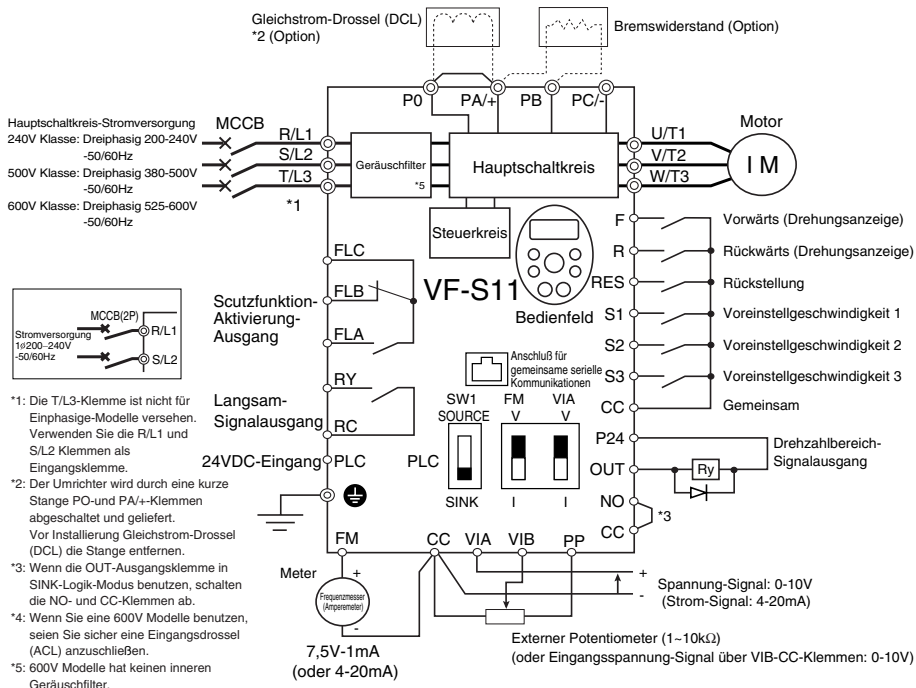 Gleichstrom-Drossel (DCL)
*2 (Option)
Bremswiderstand (Option)
P0 PA/+ PB PC/-
Hauptschaltkreis-Stromversorgung
240V Klasse: Dreiphasig 200-240V
-50/60Hz
500V Klasse: Dreiphasig 380-500V
-50/60Hz
600V Klasse: Dreiphasig 525-600V
-50/60Hz
MCCB
R/L1
S/L2
T/L3
*1
Geräuschfilter
*5
Hauptschaltkreis
Steuerkreis
U/T1
V/T2
W/T3
Motor
I M
VF-S11
Bedienfeld
F Vorwärts (Drehungsanzeige)
R Rückwärts (Drehungsanzeige)
RES Rückstellung
S1 Voreinstellgeschwindigkeit 1
S2 Voreinstellgeschwindigkeit 2
S3 Voreinstellgeschwindigkeit 3
CC Gemeinsam
P24
OUT
NO
CC
Ry
*3
Drehzahlbereich-
Signalausgang
FLC
FLB
FLA
Scutzfunktion-
Aktivierung-
Ausgang
RY
RC
Langsam-
Signalausgang
24VDC-Eingang PLC
Anschluß für
gemeinsame serielle
Kommunikationen
SW1 FM VIA
SOURCE V V
PLC
SINK I I
MCCB(2P)
R/L1
Stromversorgung
1ø200~240V
-50/60Hz
S/L2
*1: Die T/L3-Klemme ist nicht für
Einphasige-Modelle versehen.
Verwenden Sie die R/L1 und
S/L2 Klemmen als
Eingangsklemme.
*2: Der Umrichter wird durch eine kurze
Stange PO-und PA/+-Klemmen
abgeschaltet und geliefert.
Vor Installierung Gleichstrom-Drossel
(DCL) die Stange entfernen.
*3: Wenn die OUT-Ausgangsklemme in
SINK-Logik-Modus benutzen, schalten
die NO- und CC-Klemmen ab.
*4: Wenn Sie eine 600V Modelle benutzen,
seien Sie sicher eine Eingangsdrossel
(ACL) anzuschließen.
*5: 600V Modelle hat keinen inneren
Geräuschfilter.
FM CC VIA VIB PP
Meter
+
Frequenzmesser
(Amperemeter)
-
7,5V-1mA
(oder 4-20mA)
+
-
Spannung-Signal: 0-10V
(Strom-Signal: 4-20mA)
Externer Potentiometer (1~10kΩ)
(oder Eingangsspannung-Signal über VIB-CC-Klemmen: 0-10V)